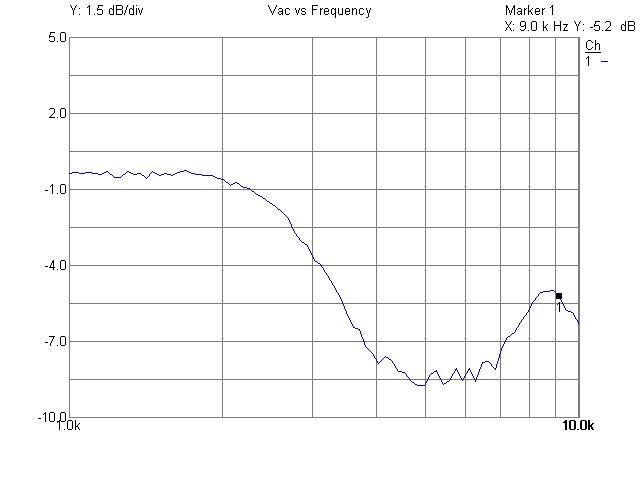 Y: 1.5 dB/div Vac vs Frequency Marker 1
X: 9.0 k Hz Y: -5.2 dB
5.0
Ch
1 –
2.0
-1.0
-4.0
1
-7.0
-10.0
1.0k 10.0k